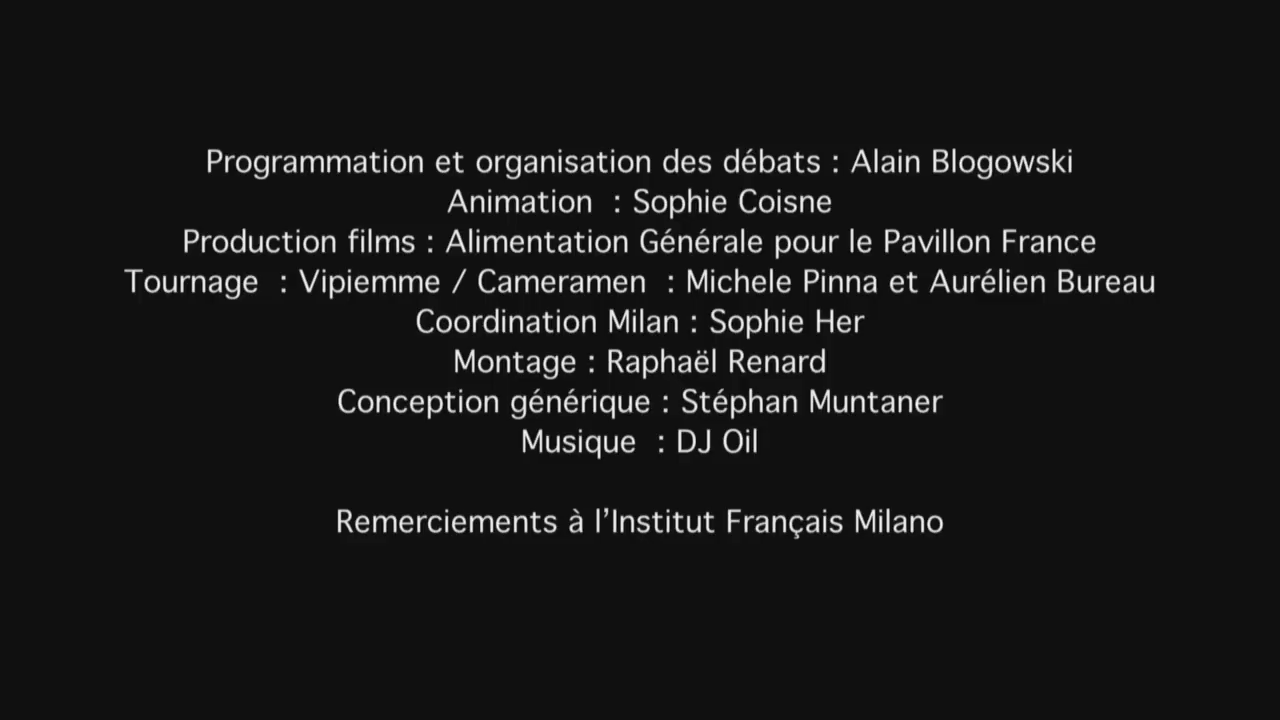 Programmation et organisation des débats : Alain Blogowski
Animation  : Sophie Coisne
Production films : Alimentation Générale pour le Pavillon France
Tournage  : Vipiemme / Cameramen  : Michele Pinna et Aurélien Bureau
Coordination Milan : Sophie Her
Montage : Raphaël Renard
Conception générique : Stéphan Muntaner
Musique  : DJ Oil
Remerciements à l’Institut Français Milano